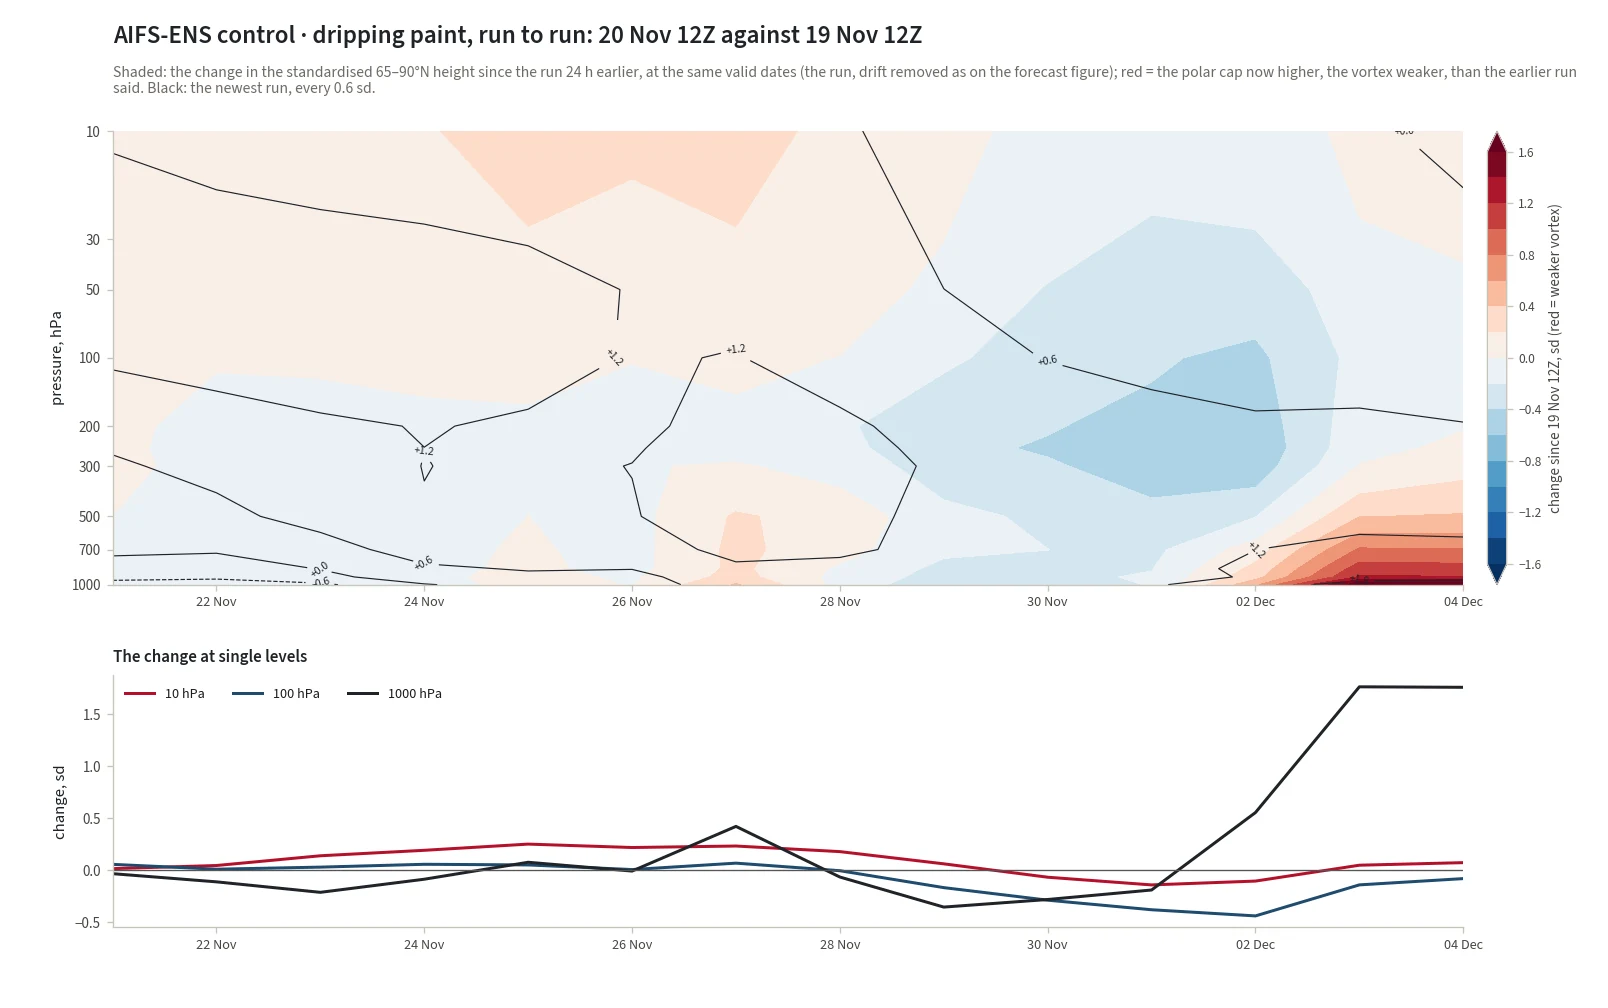 AIFS-ENS control · dripping paint, run to run: 20 Nov 12Z against 19 Nov 12Z
Shaded: the change in the standardised 65–90°N height since the run 24 h earlier, at the same valid dates (the run, drift removed as on the forecast figure); red = the polar cap now higher, the vortex weaker, than the earlier run
said. Black: the newest run, every 0.6 sd.
pressure, hPa
10
30
50
100
200
300
500
700
1000
+1.2
+1.2
+1.2
+0.6
+0.6
+0.0
+1.2
22 Nov
24 Nov
26 Nov
28 Nov
30 Nov
02 Dec
04 Dec
1.6
1.2
0.8
0.4
0.0
−0.4
−0.8
−1.2
−1.6
change since 19 Nov 12Z, sd (red = weaker vortex)
The change at single levels
10 hPa
100 hPa
1000 hPa
change, sd
1.5
1.0
0.5
0.0
−0.5
22 Nov
24 Nov
26 Nov
28 Nov
30 Nov
02 Dec
04 Dec